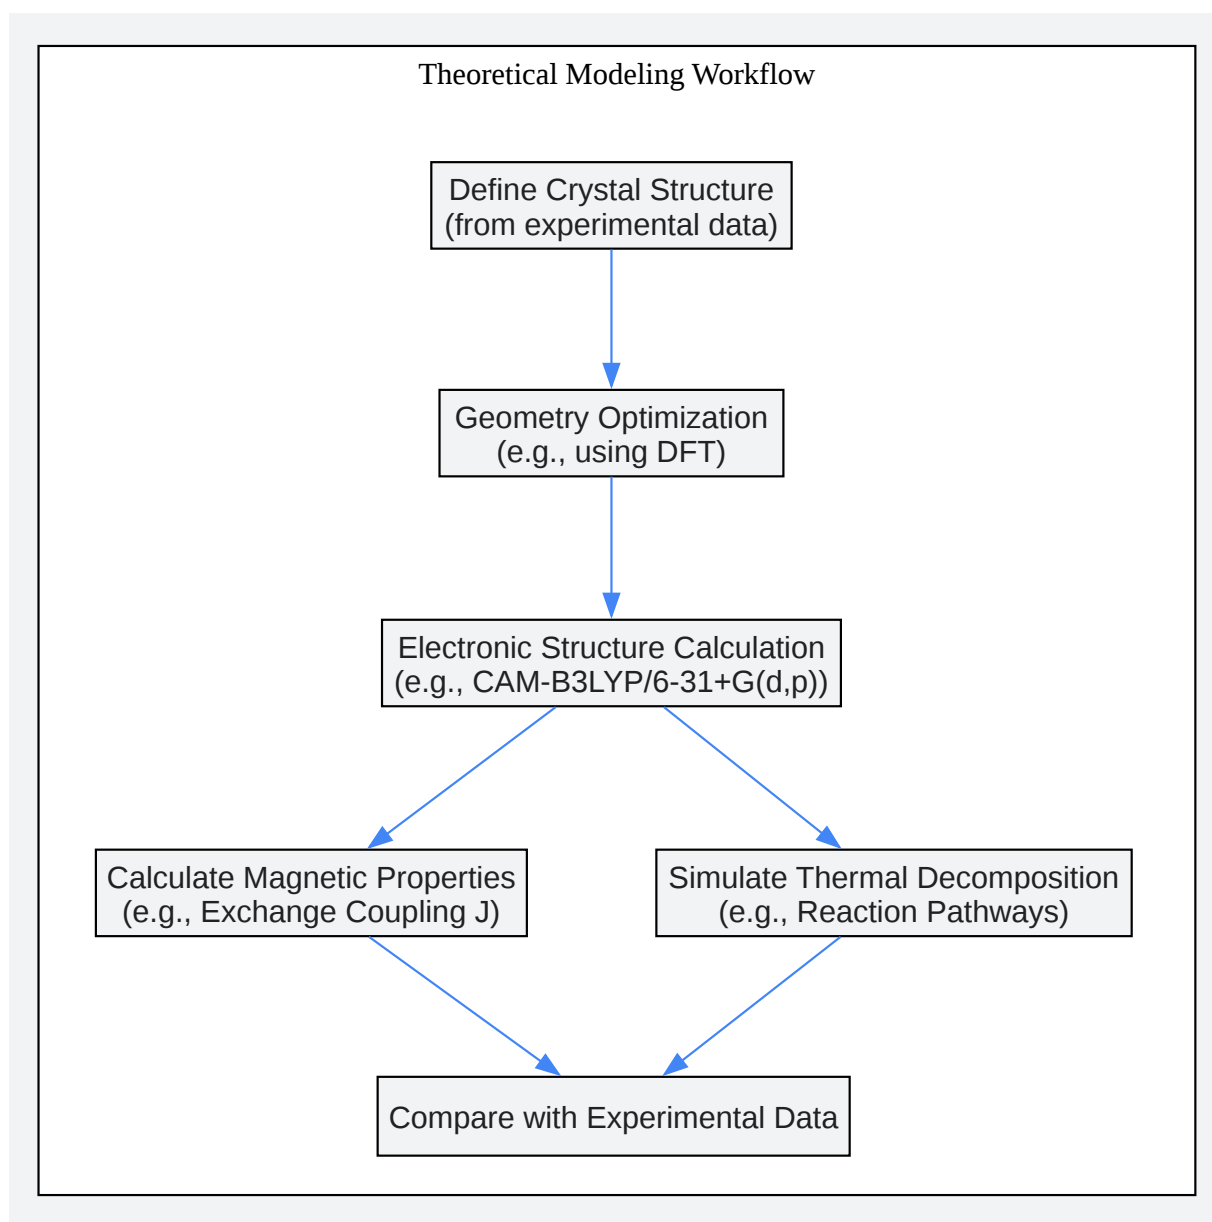 Theoretical Modeling Workflow
Define Crystal Structure
(from experimental data)
Geometry Optimization
(e.g., using DFT)
Electronic Structure Calculation
(e.g., CAM-B3LYP/6-31+G(d,p))
Calculate Magnetic Properties
(e.g., Exchange Coupling J)
Simulate Thermal Decomposition
(e.g., Reaction Pathways)
Compare with Experimental Data